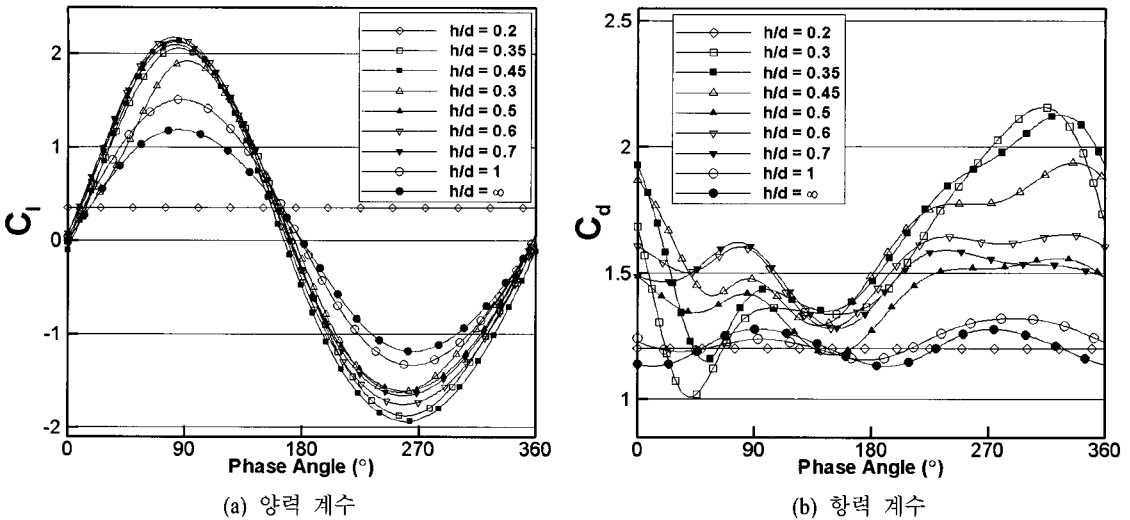 C_l
2
1
0
-1
-2
0
90
180
270
360
Phase Angle (°)
h/d = 0.2
h/d = 0.35
h/d = 0.45
h/d = 0.3
h/d = 0.5
h/d = 0.6
h/d = 0.7
h/d = 1
h/d = ∞
(a) 양력 계수
C_d
2.5
2
1.5
1
0
90
180
270
360
Phase Angle (°)
h/d = 0.2
h/d = 0.3
h/d = 0.35
h/d = 0.45
h/d = 0.5
h/d = 0.6
h/d = 0.7
h/d = 1
h/d = ∞
(b) 항력 계수